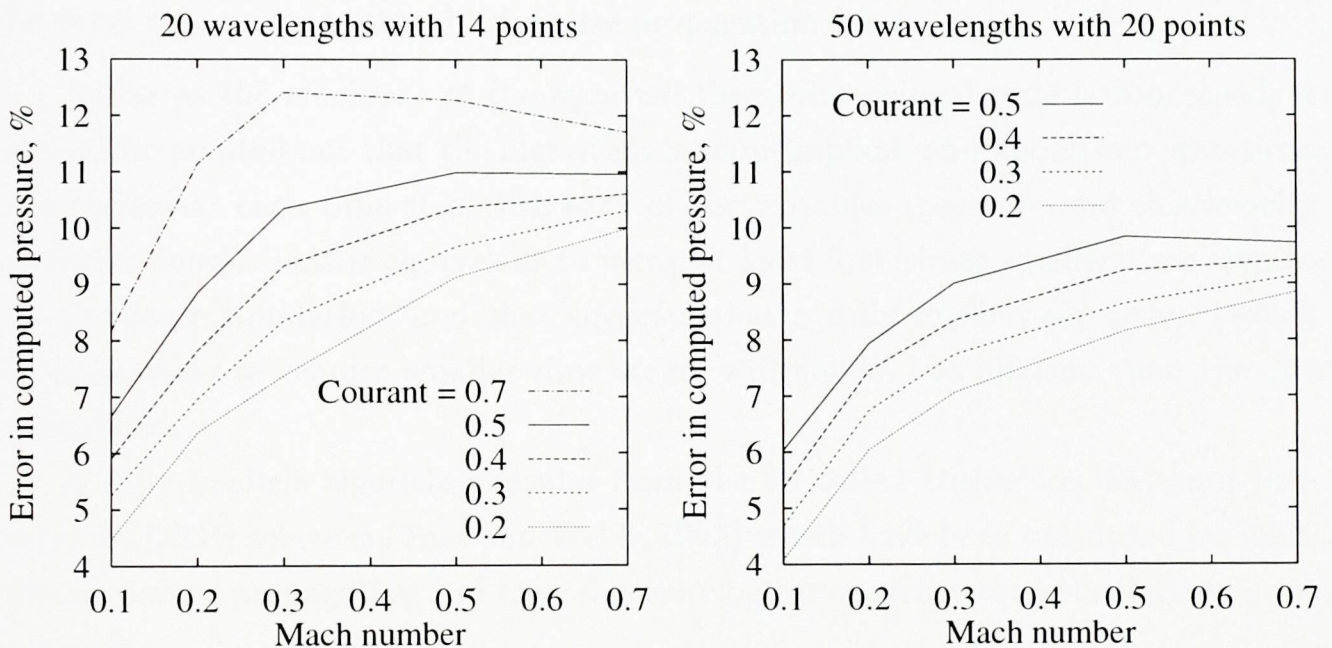 20 wavelengths with 14 points
Error in computed pressure, %
13
12
11
10
9
8
7
6
5
4
Courant = 0.7
0.5
0.4
0.3
0.2
0.1 0.2 0.3 0.4 0.5 0.6 0.7
Mach number
50 wavelengths with 20 points
Error in computed pressure, %
13
12
11
10
9
8
7
6
5
4
Courant = 0.5
0.4
0.3
0.2
0.1 0.2 0.3 0.4 0.5 0.6 0.7
Mach number